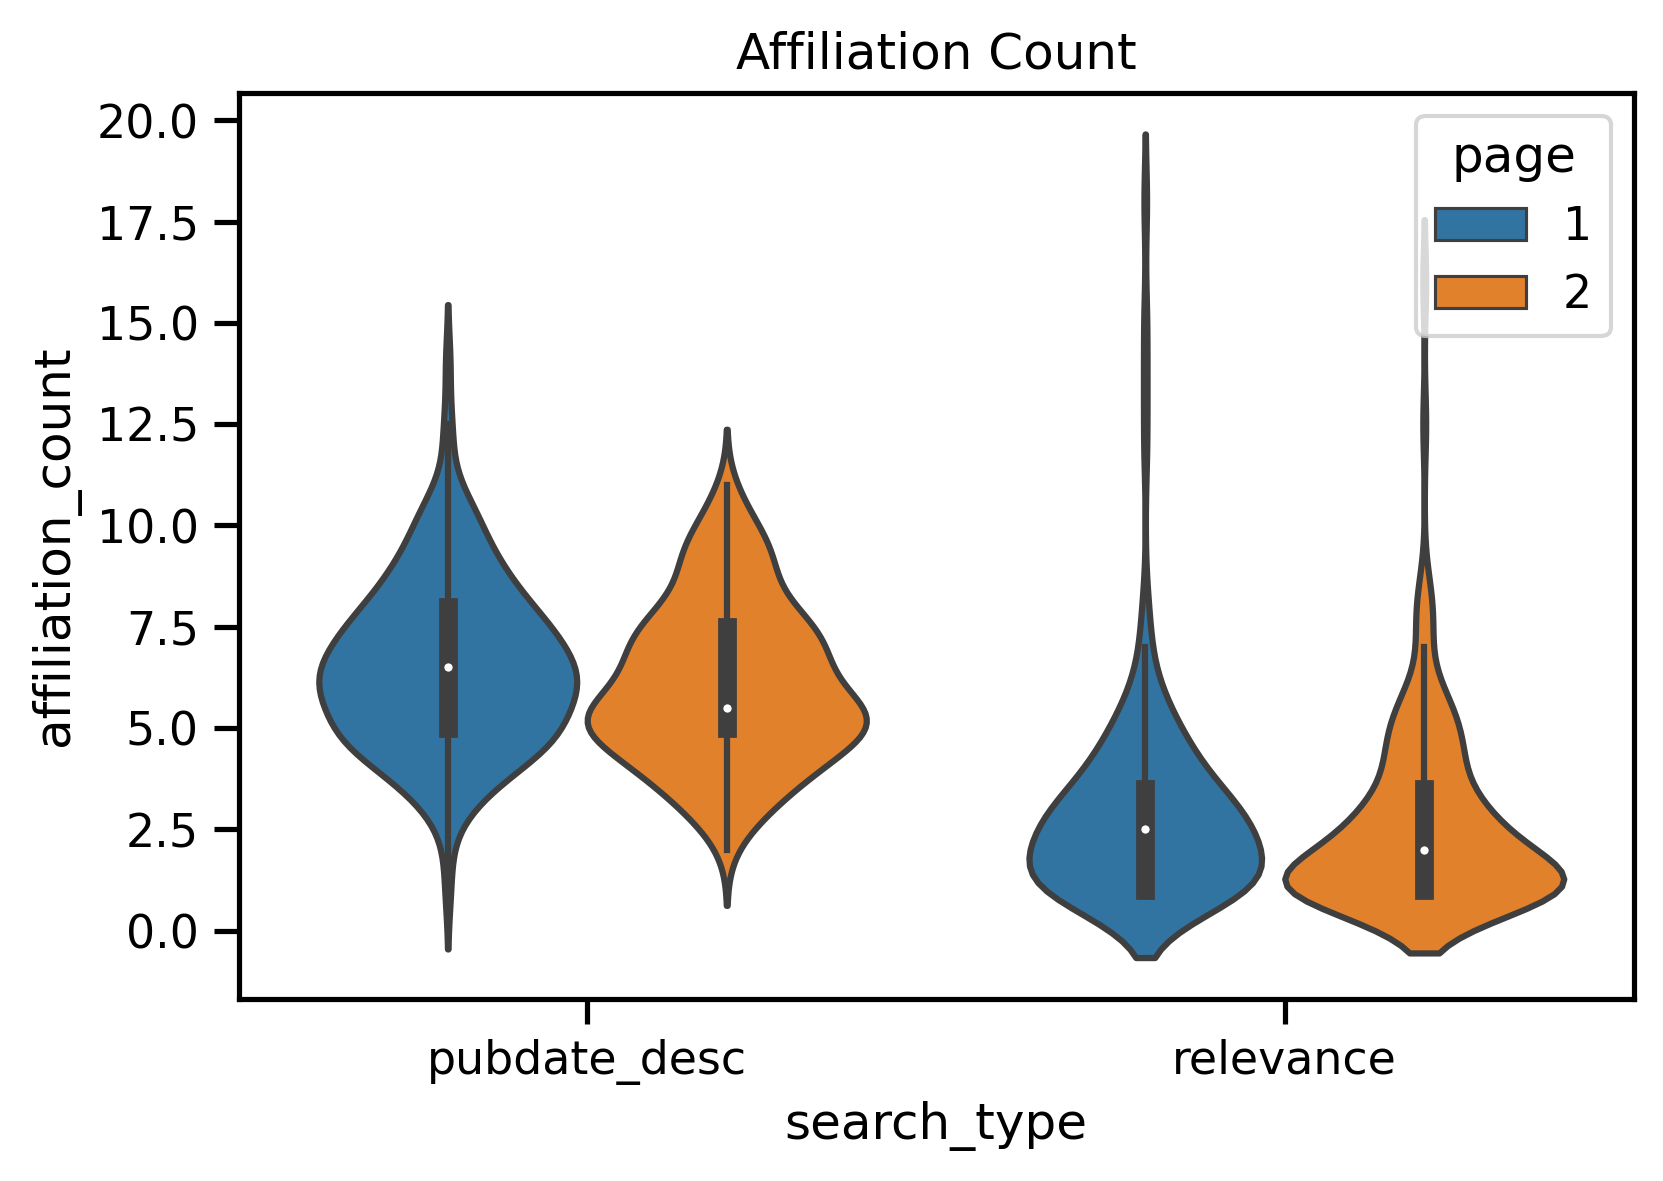 Affiliation Count
20.0
17.5
15.0
12.5
10.0
7.5
5.0
2.5
0.0
affiliation_count
page
1
2
pubdate_desc
relevance
search_type